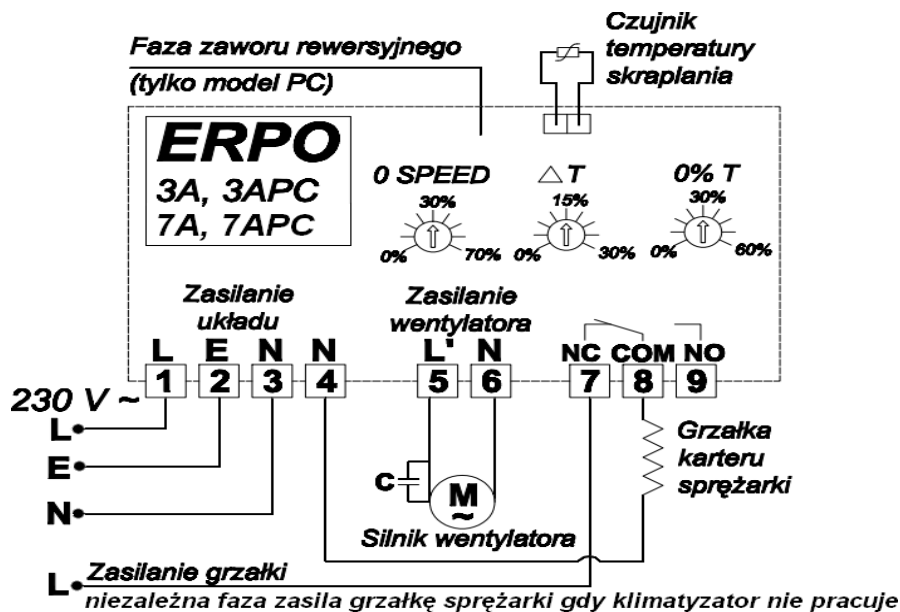 Faza zaworu rewersyjnego
(tylko model PC)
Czujnik
temperatury
skraplania
ERPO
3A, 3APC
7A, 7APC
0 SPEED
30%
0%
70%
△ T
15%
0%
30%
0% T
30%
0%
60%
Zasilanie
układu
Zasilanie
wentylatora
L E N N
L' N
NC COM NO
1 2 3 4 5 6 7 8 9
230 V ~
L
E
N
C
M
~
Silnik wentylatora
Grzałka
karteru
sprężarki
L
Zasilanie grzałki
niezależna faza zasila grzałkę sprężarki gdy klimatyzator nie pracuje